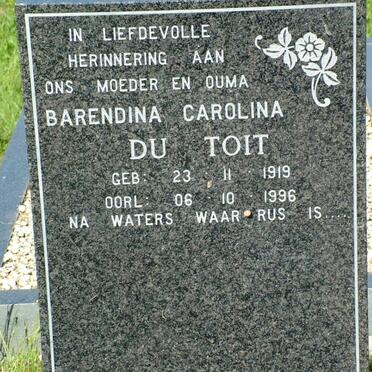 IN LIEFDEVOLLE
HERINNERING AAN
ONS MOEDER EN OUMA
BARENDINA CAROLINA
DU TOIT
GEB: 23 · 11 · 1919
OORL: 06 · 10 · 1996
NA WATERS WAAR RUS IS....